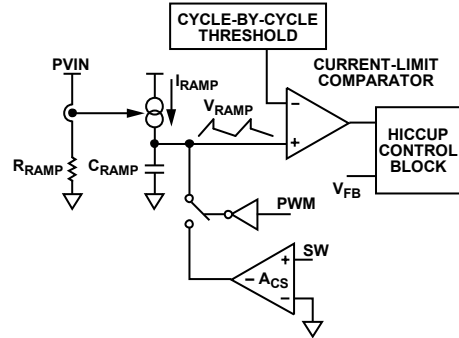 CYCLE-BY-CYCLE
THRESHOLD
PVIN
IRAMP
CURRENT-LIMIT
COMPARATOR
VRAMP
−
+
HICCUP
CONTROL
BLOCK
RRAMP
CRAMP
VFB
PWM
SW
+
− ACS
−